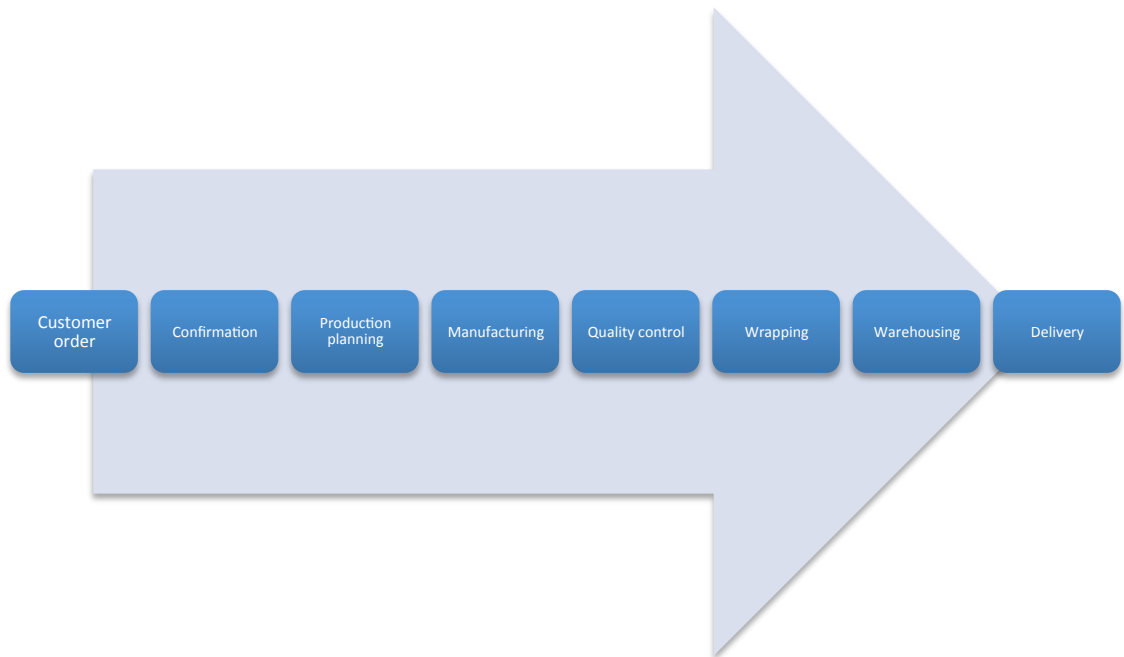 Customer
order
Confirmation
Production
planning
Manufacturing
Quality control
Wrapping
Warehousing
Delivery